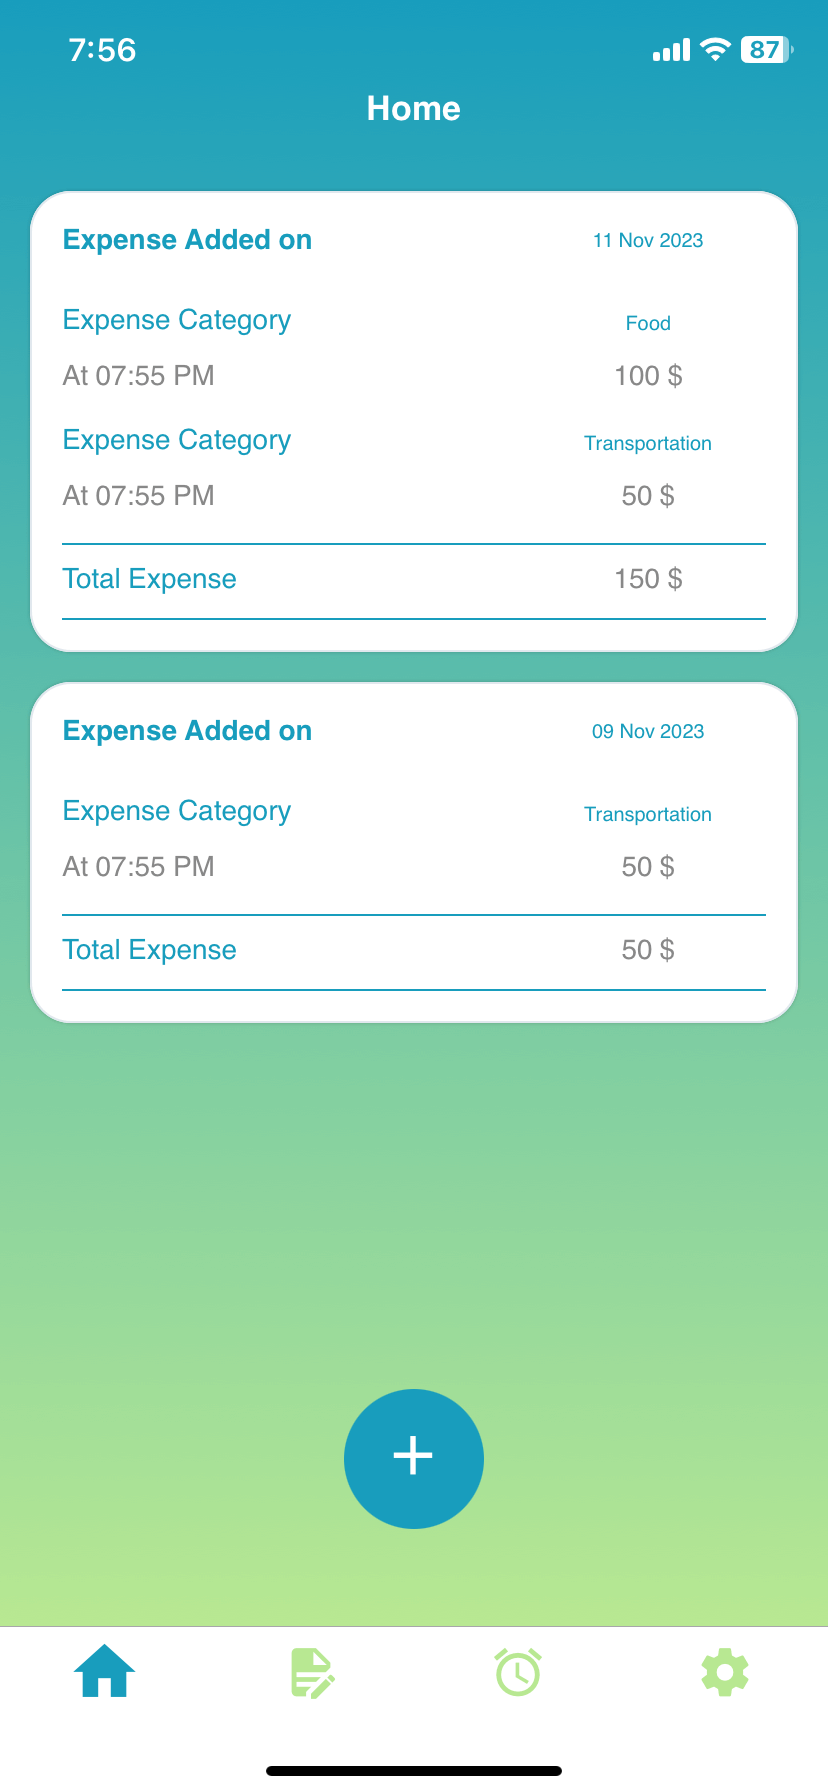 7:56
87
Home
Expense Added on 11 Nov 2023
Expense Category Food
At 07:55 PM 100 $
Expense Category Transportation
At 07:55 PM 50 $
Total Expense 150 $
Expense Added on 09 Nov 2023
Expense Category Transportation
At 07:55 PM 50 $
Total Expense 50 $